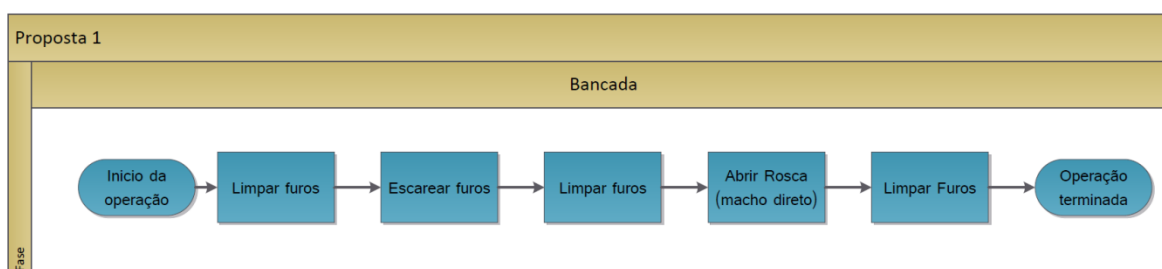 Proposta 1
Bancada
Inicio da
operação
Limpar furos
Escarear furos
Limpar furos
Abrir Rosca
(macho direto)
Limpar Furos
Operação
terminada
Fase